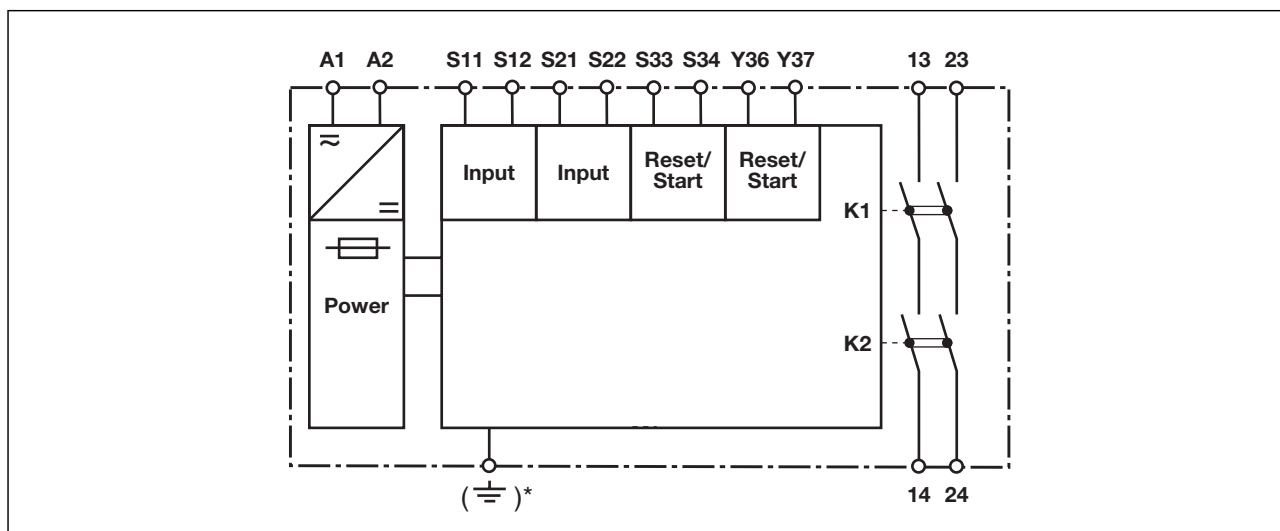 A1 A2 S11 S12 S21 S22 S33 S34 Y36 Y37 13 23
Input Input Reset/ Reset/
Start Start
K1
Power
K2
( )*
14 24